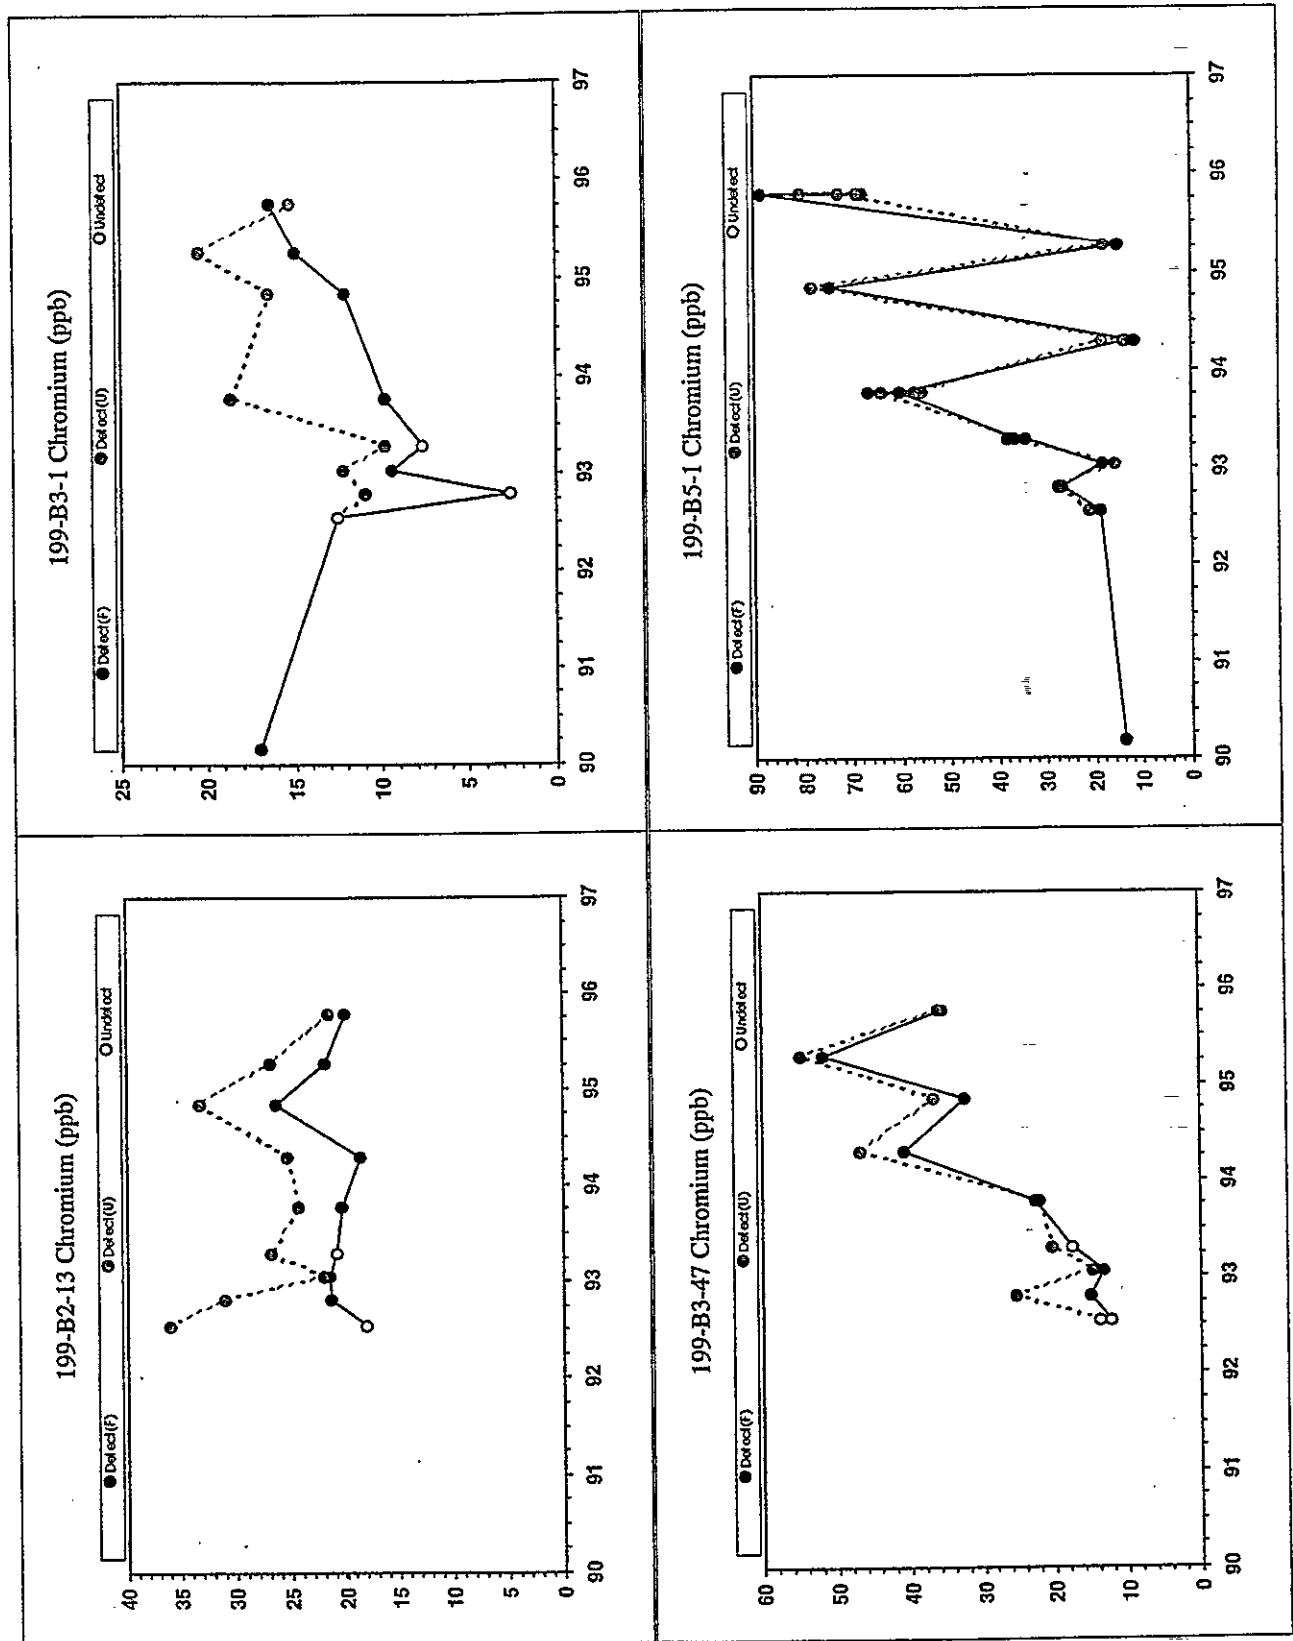 199-B2-13 Chromium (ppb)
Detect(F) Detect(U) Undetect
40
35
30
25
20
15
10
5
0
90 91 92 93 94 95 96 97
199-B3-1 Chromium (ppb)
Detect(F) Detect(U) Undetect
25
20
15
10
5
0
90 91 92 93 94 95 96 97
199-B3-47 Chromium (ppb)
Detect(F) Detect(U) Undetect
60
50
40
30
20
10
0
90 91 92 93 94 95 96 97
199-B5-1 Chromium (ppb)
Detect(F) Detect(U) Undetect
90
80
70
60
50
40
30
20
10
0
90 91 92 93 94 95 96 97